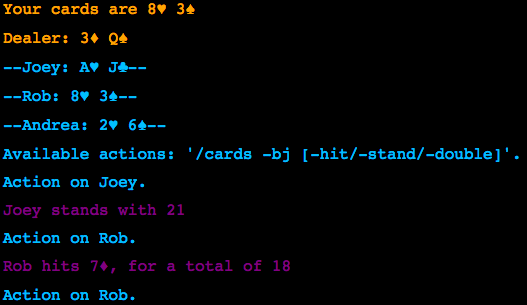 Your cards are 8♥ 3♠
Dealer: 3♦ Q♠
--Joey: A♥ J♣--
--Rob: 8♥ 3♠--
--Andrea: 2♥ 6♠--
Available actions: '/cards -bj [-hit/-stand/-double]'.
Action on Joey.
Joey stands with 21
Action on Rob.
Rob hits 7♦, for a total of 18
Action on Rob.